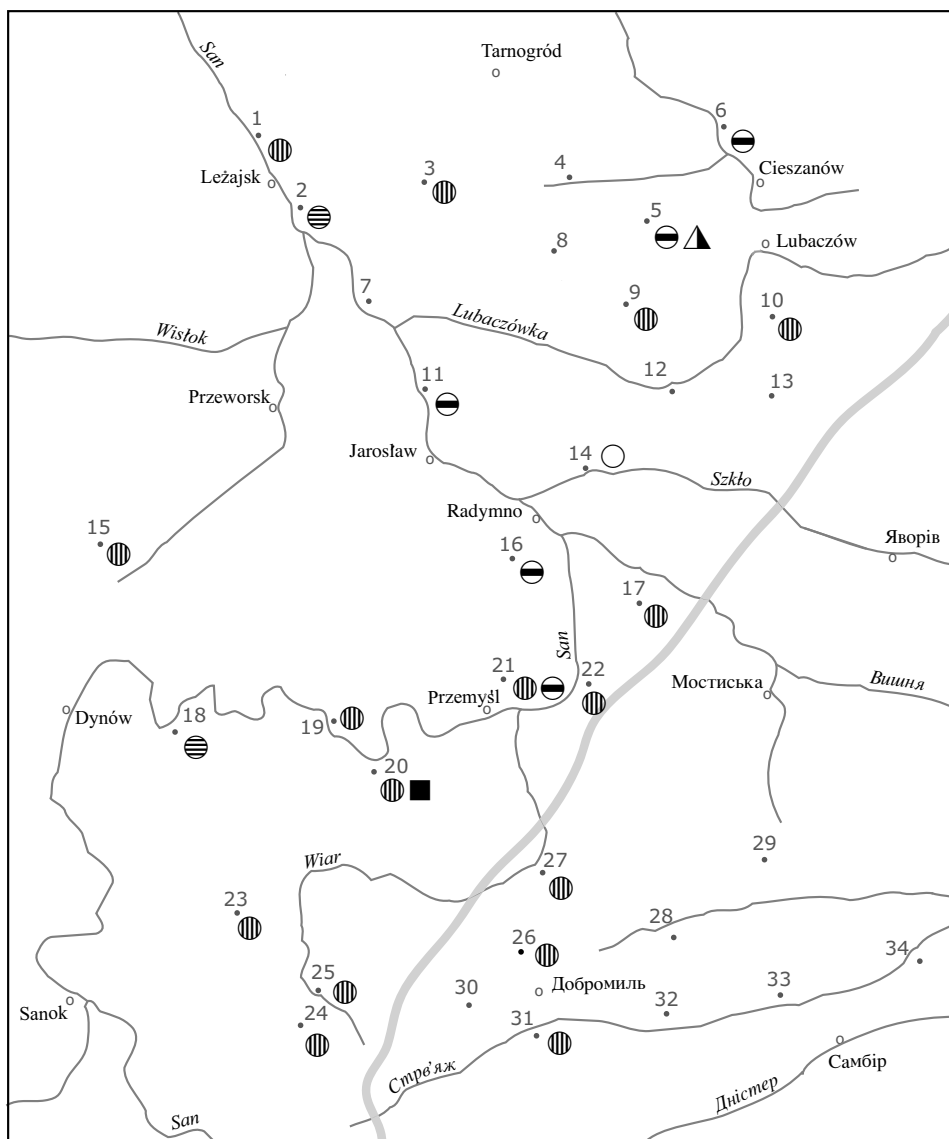 San
Tarnogród
1
6
Leżajsk
3
4
Cieszanów
2
5
8
Lubaczów
7
9
10
Wisłok
Lubaczówka
11
12
13
Przeworsk
Jarosław
14
Szkło
Radymno
15
16
Яворів
17
San
21
22
Dynów
18
Przemyśl
Мостиська
Вишня
19
20
Wiar
27
29
23
28
26
34
25
Добромиль
33
Sanok
24
30
32
31
Самбір
Стрв’яж
Дністер
San